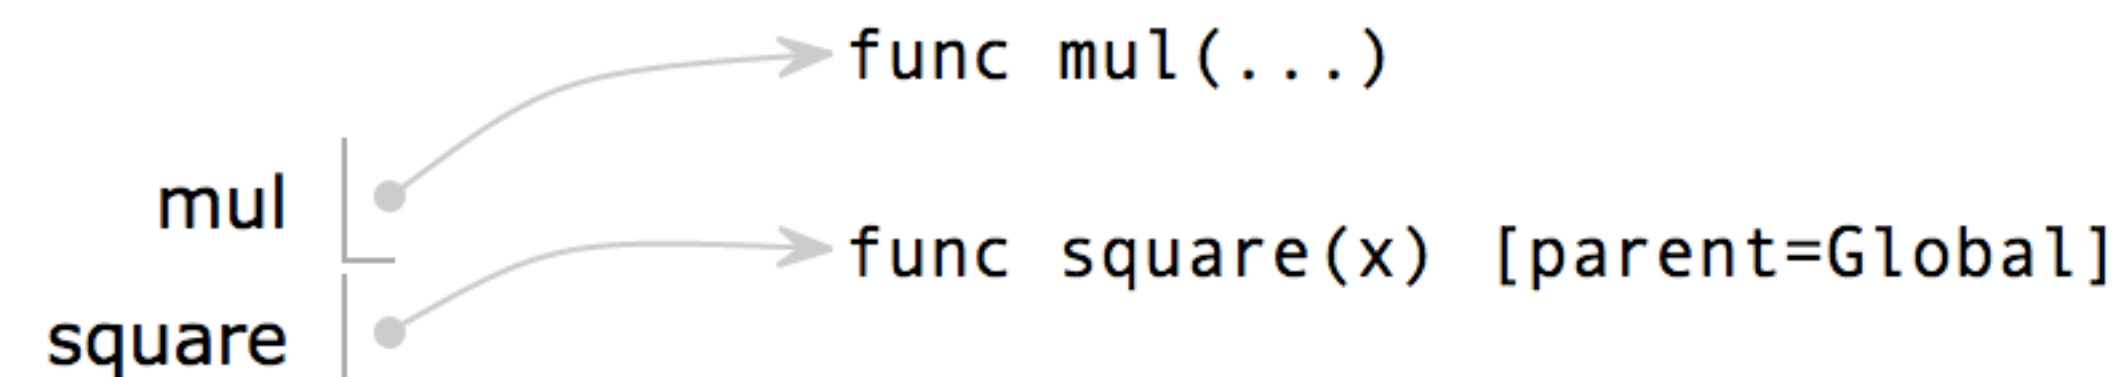 func mul(...)
mul
func square(x) [parent=Global]
square